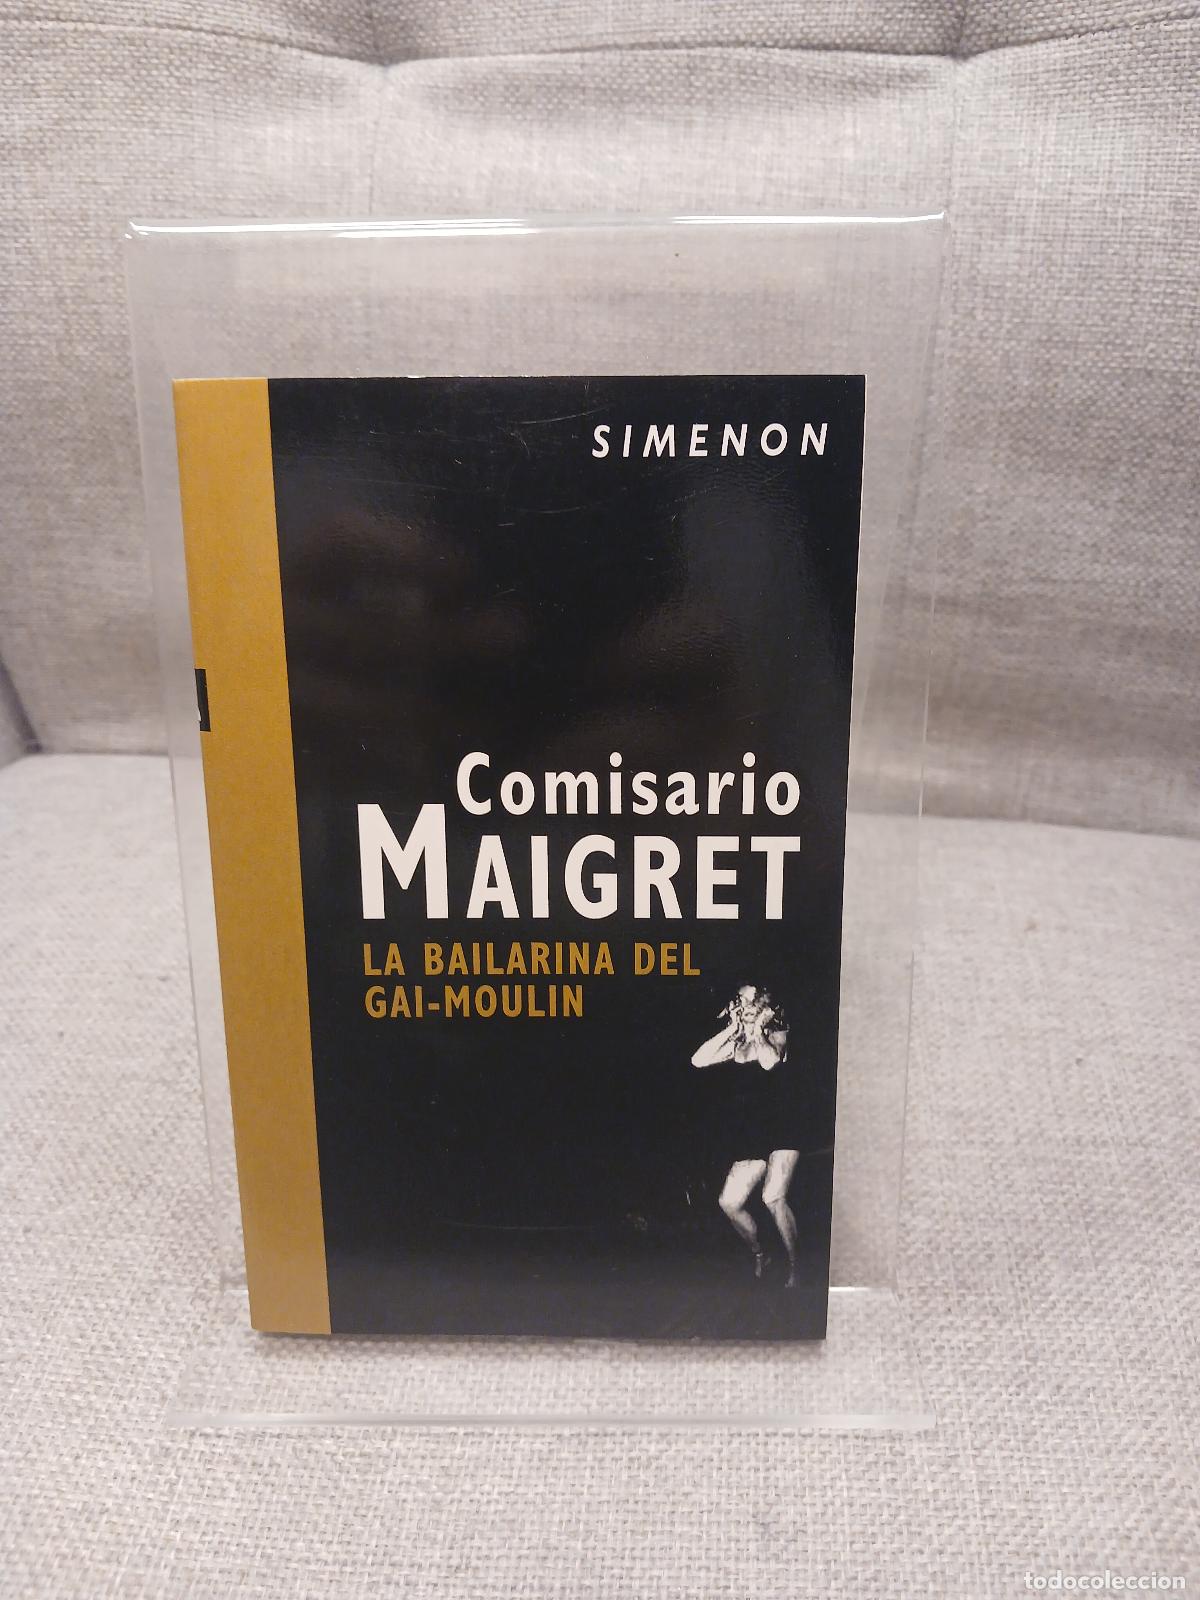 SIMENON
Comisario
MAIGRET
LA BAILARINA DEL
GAI-MOULIN
todocoleccion